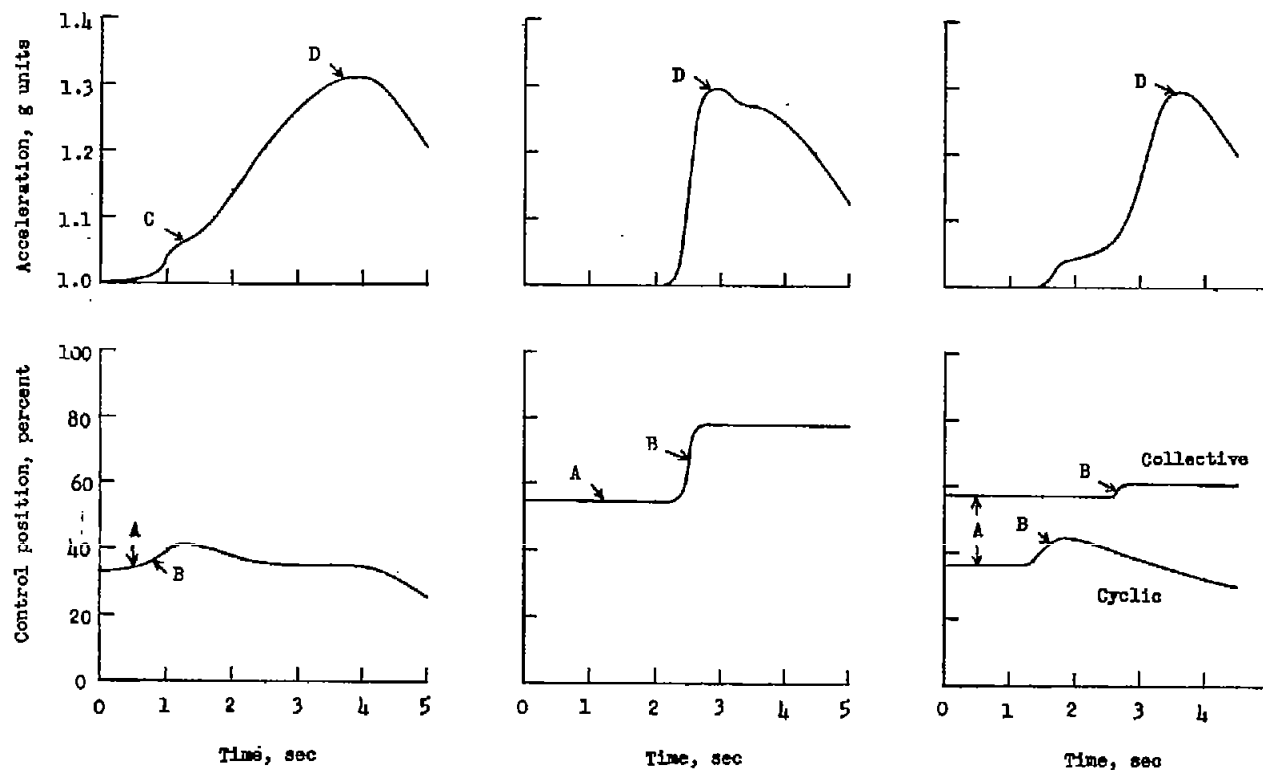 Acceleration, g units
1.4
1.3
1.2
1.1
1.0
C
D
D
D
Control position, percent
100
80
60
40
20
0
A
B
A
B
A
B
B
Collective
Cyclic
0 1 2 3 4 5
0 1 2 3 4 5
0 1 2 3 4
Time, sec
Time, sec
Time, sec